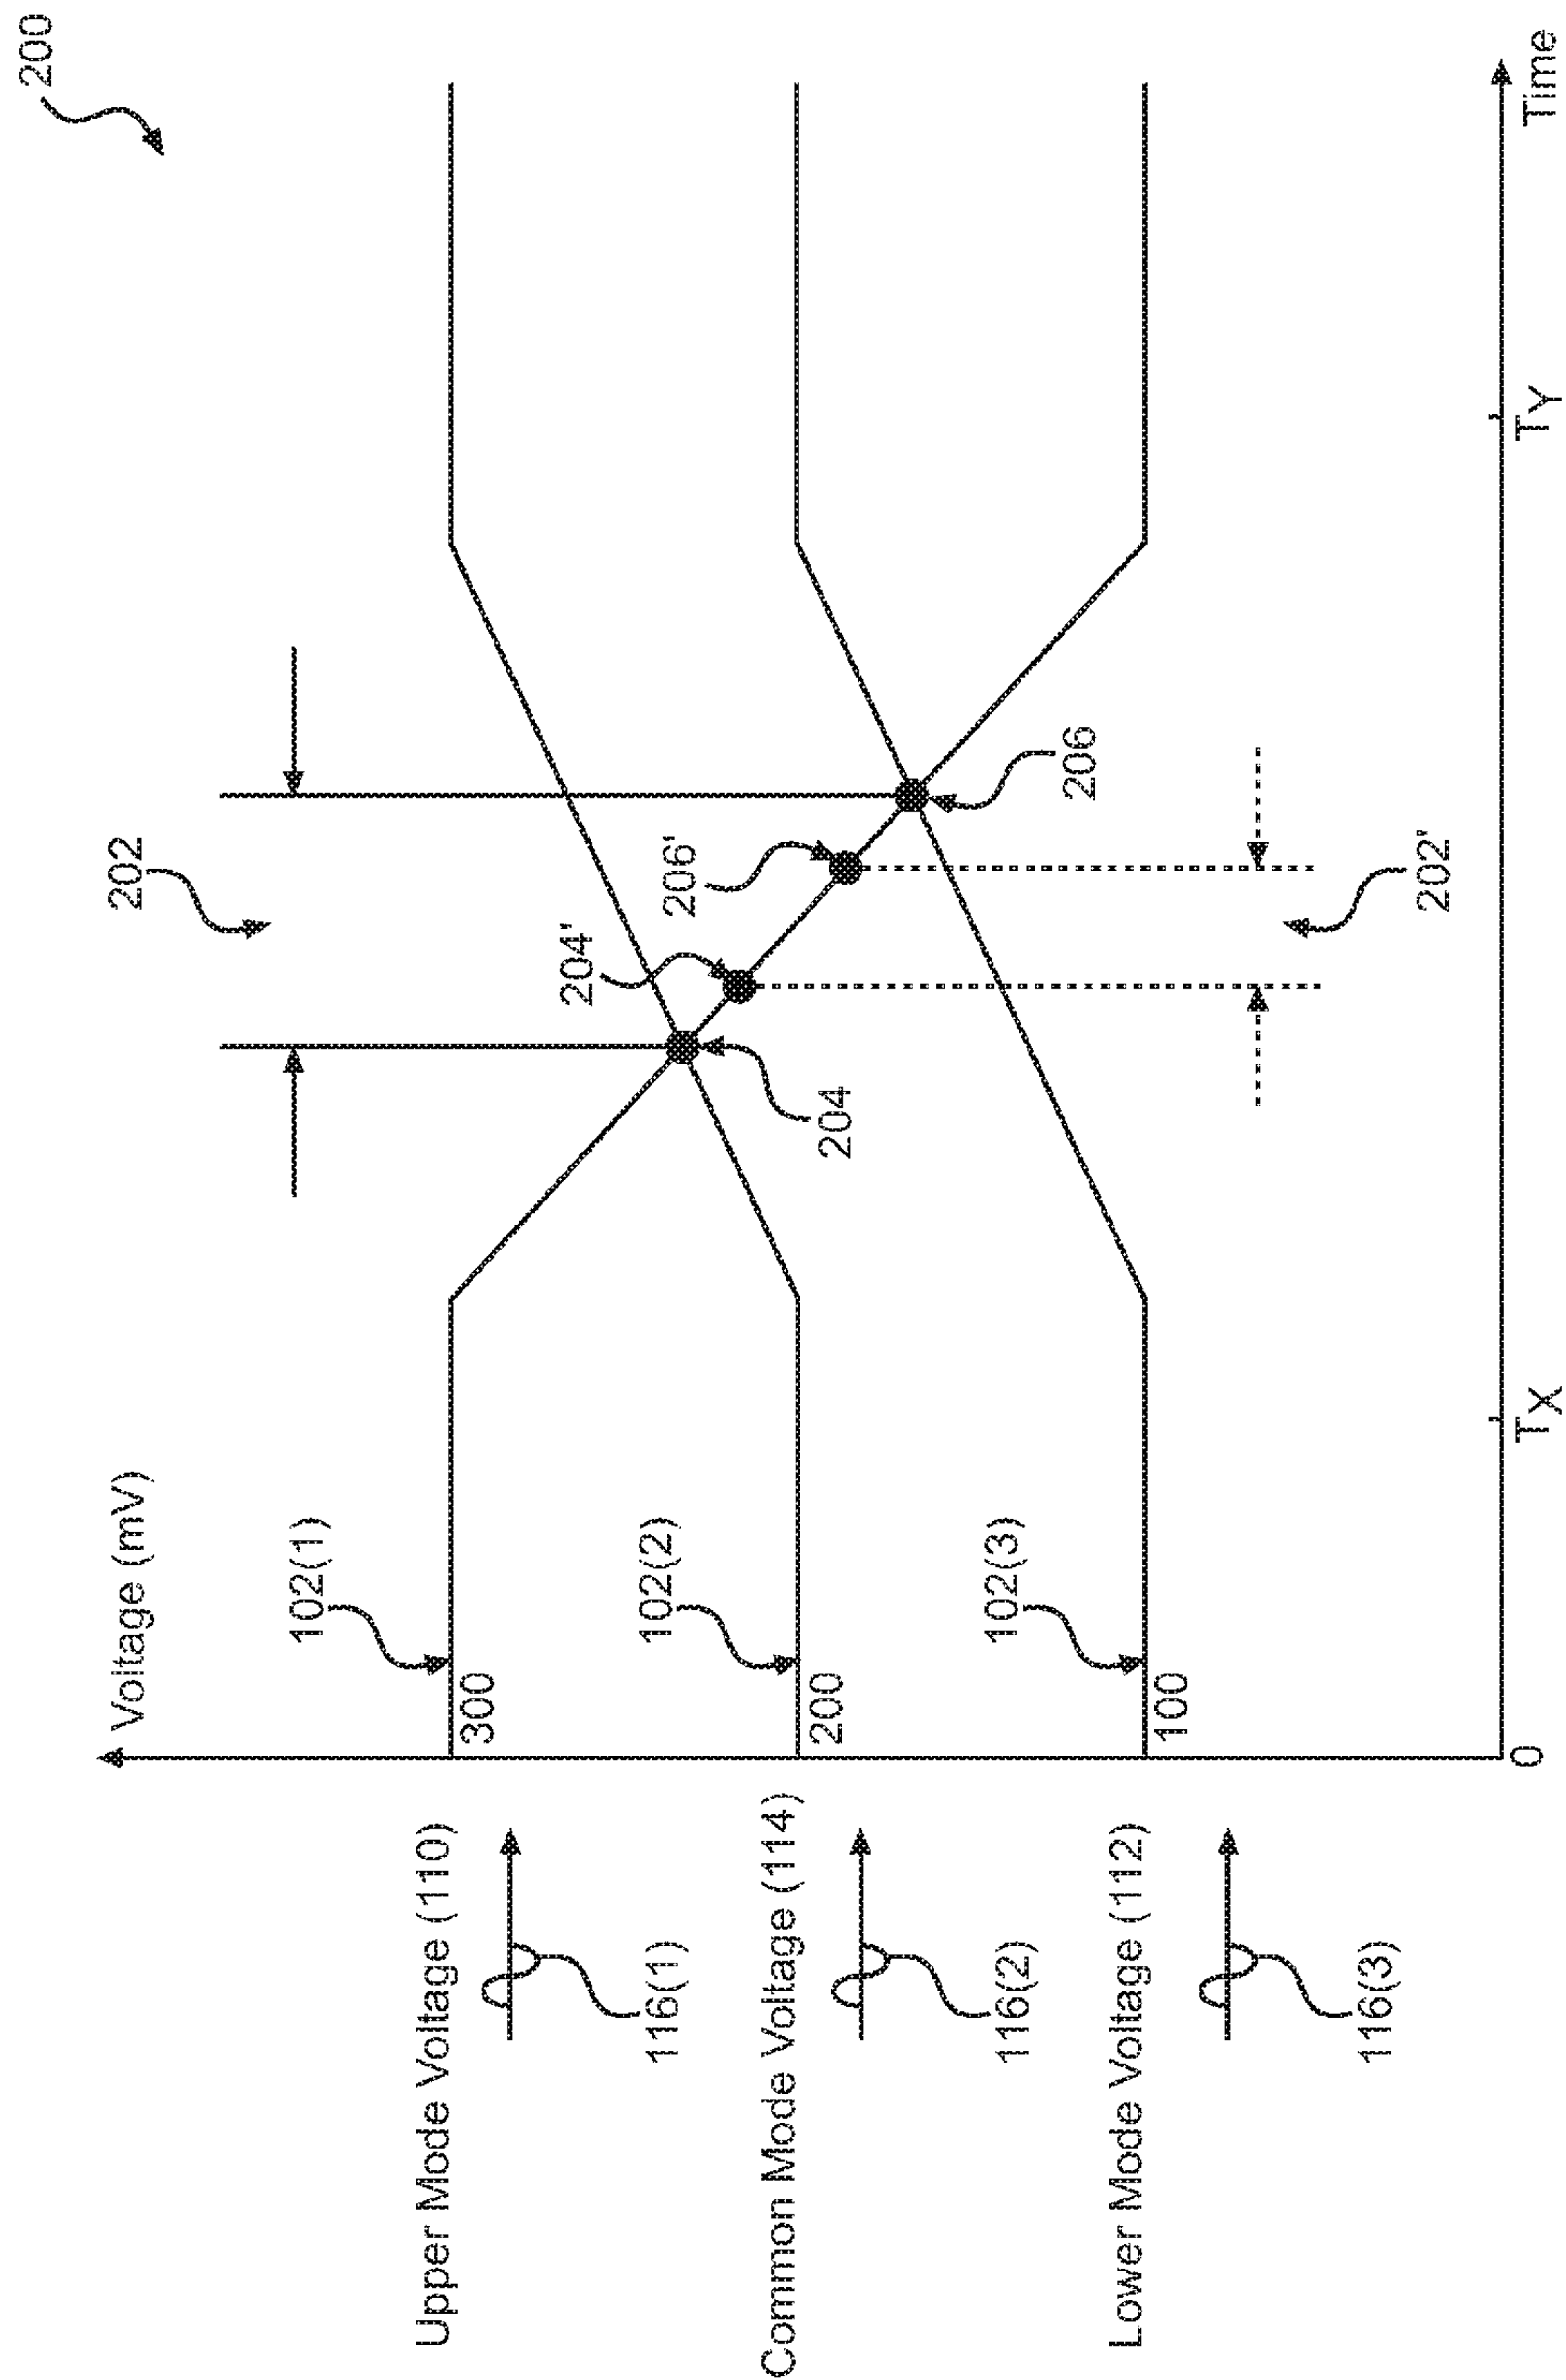 200
Voltage (mV)
202
Upper Mode Voltage (110)
116(1)
102(1)
300
204'
206'
Common Mode Voltage (114)
116(2)
102(2)
200
204
206
Lower Mode Voltage (112)
116(3)
102(3)
100
202'
0
TX
TY
Time